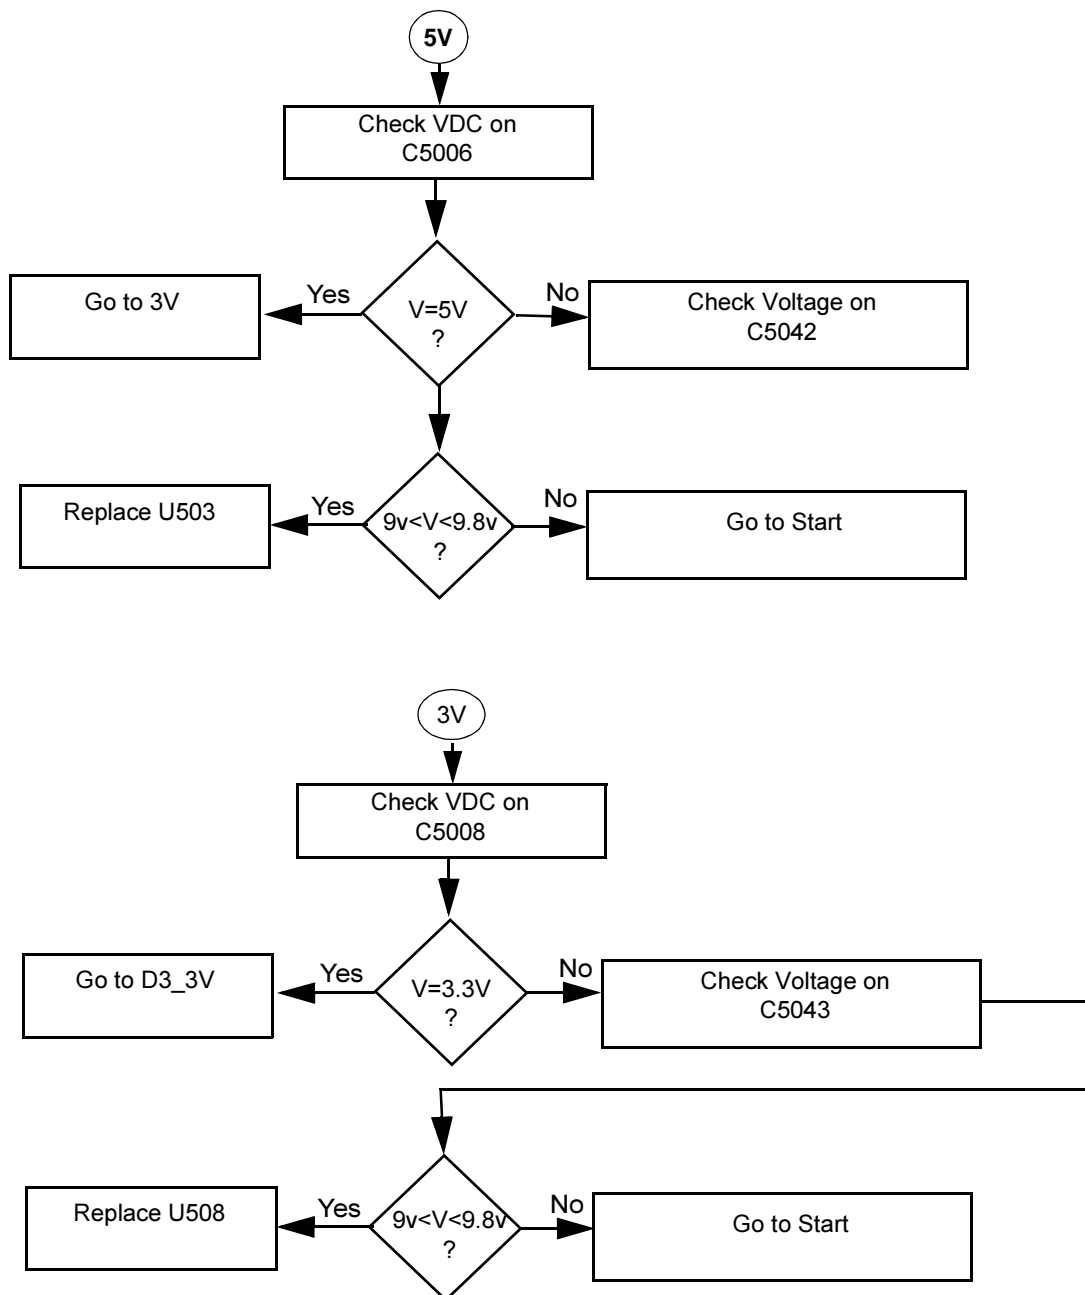 5V
Check VDC on
C5006
Go to 3V
Yes
V=5V
?
No
Check Voltage on
C5042
Replace U503
Yes
9v<V<9.8v
?
No
Go to Start
3V
Check VDC on
C5008
Go to D3_3V
Yes
V=3.3V
?
No
Check Voltage on
C5043
Replace U508
Yes
9v<V<9.8v
?
No
Go to Start